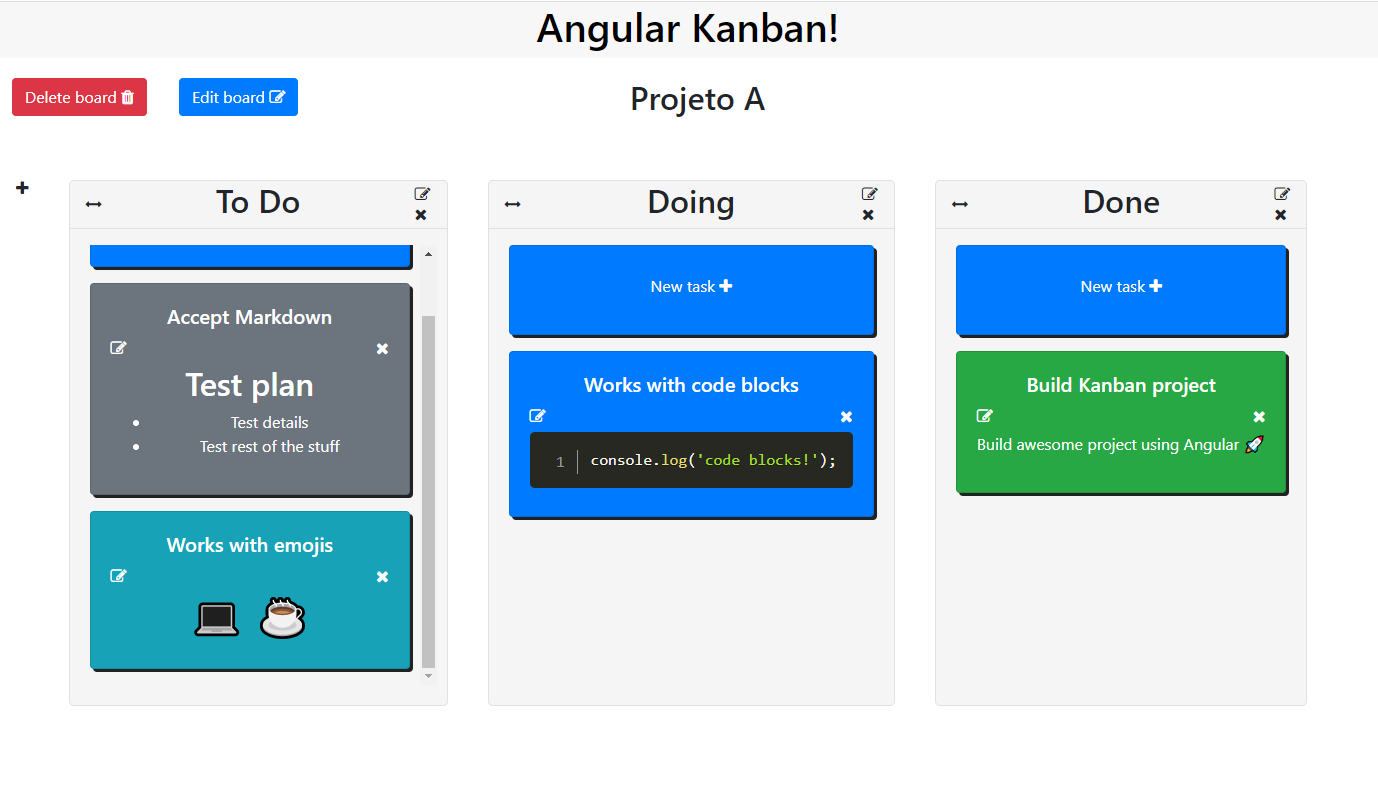 Angular Kanban!
Delete board
Edit board
Projeto A
To Do
Accept Markdown
Test plan
Test details
Test rest of the stuff
Works with emojis
Doing
New task
Works with code blocks
1 console.log('code blocks!');
Done
New task
Build Kanban project
Build awesome project using Angular 🚀